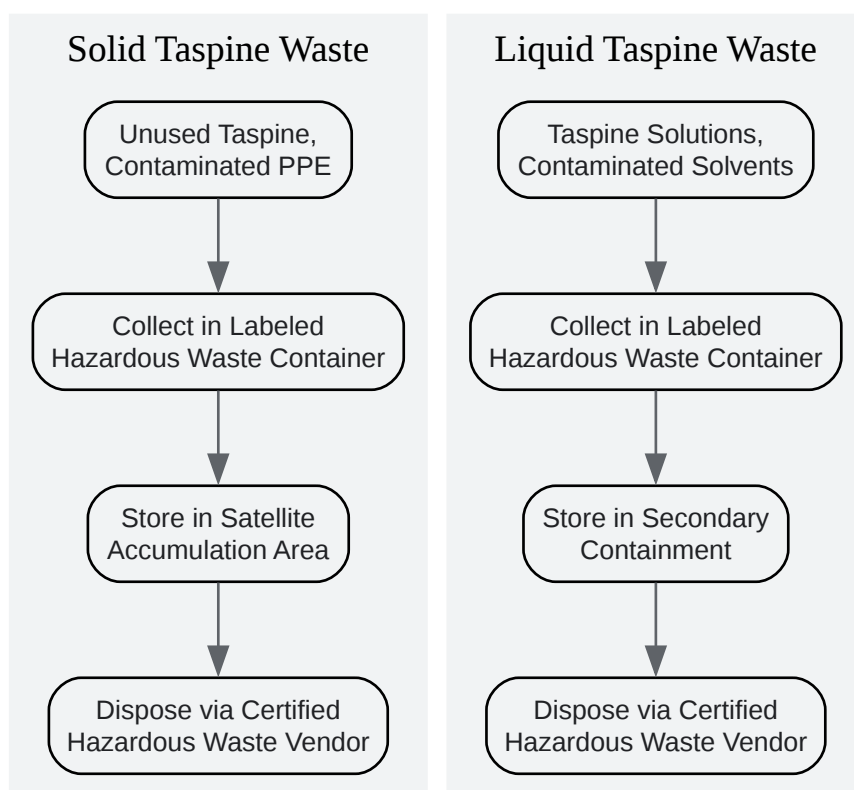 Solid Taspine Waste
Unused Taspine,
Contaminated PPE
Collect in Labeled
Hazardous Waste Container
Store in Satellite
Accumulation Area
Dispose via Certified
Hazardous Waste Vendor
Liquid Taspine Waste
Taspine Solutions,
Contaminated Solvents
Collect in Labeled
Hazardous Waste Container
Store in Secondary
Containment
Dispose via Certified
Hazardous Waste Vendor